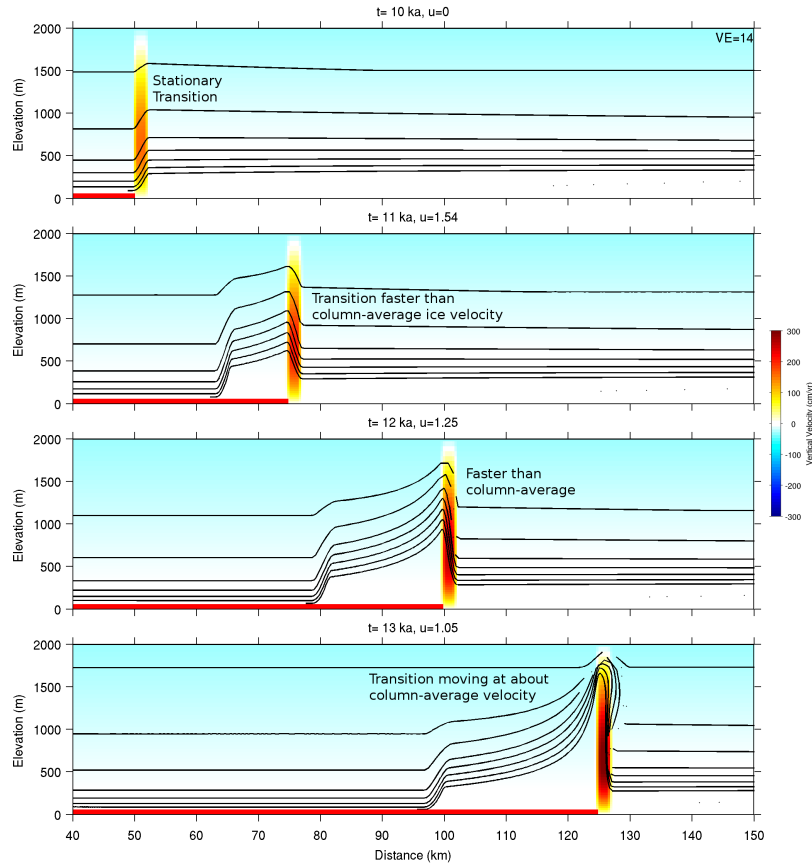 t= 10 ka, u=0
VE=14
Stationary
Transition
Elevation (m)
2000
1500
1000
500
0
t= 11 ka, u=1.54
Transition faster than
column-average ice velocity
Elevation (m)
2000
1500
1000
500
0
t= 12 ka, u=1.25
Faster than
column-average
Elevation (m)
2000
1500
1000
500
0
t= 13 ka, u=1.05
Transition moving at about
column-average velocity
Elevation (m)
2000
1500
1000
500
0
40 50 60 70 80 90 100 110 120 130 140 150
Distance (km)
300
200
100
0
-100
-200
-300
Vertical Velocity (cm/yr)